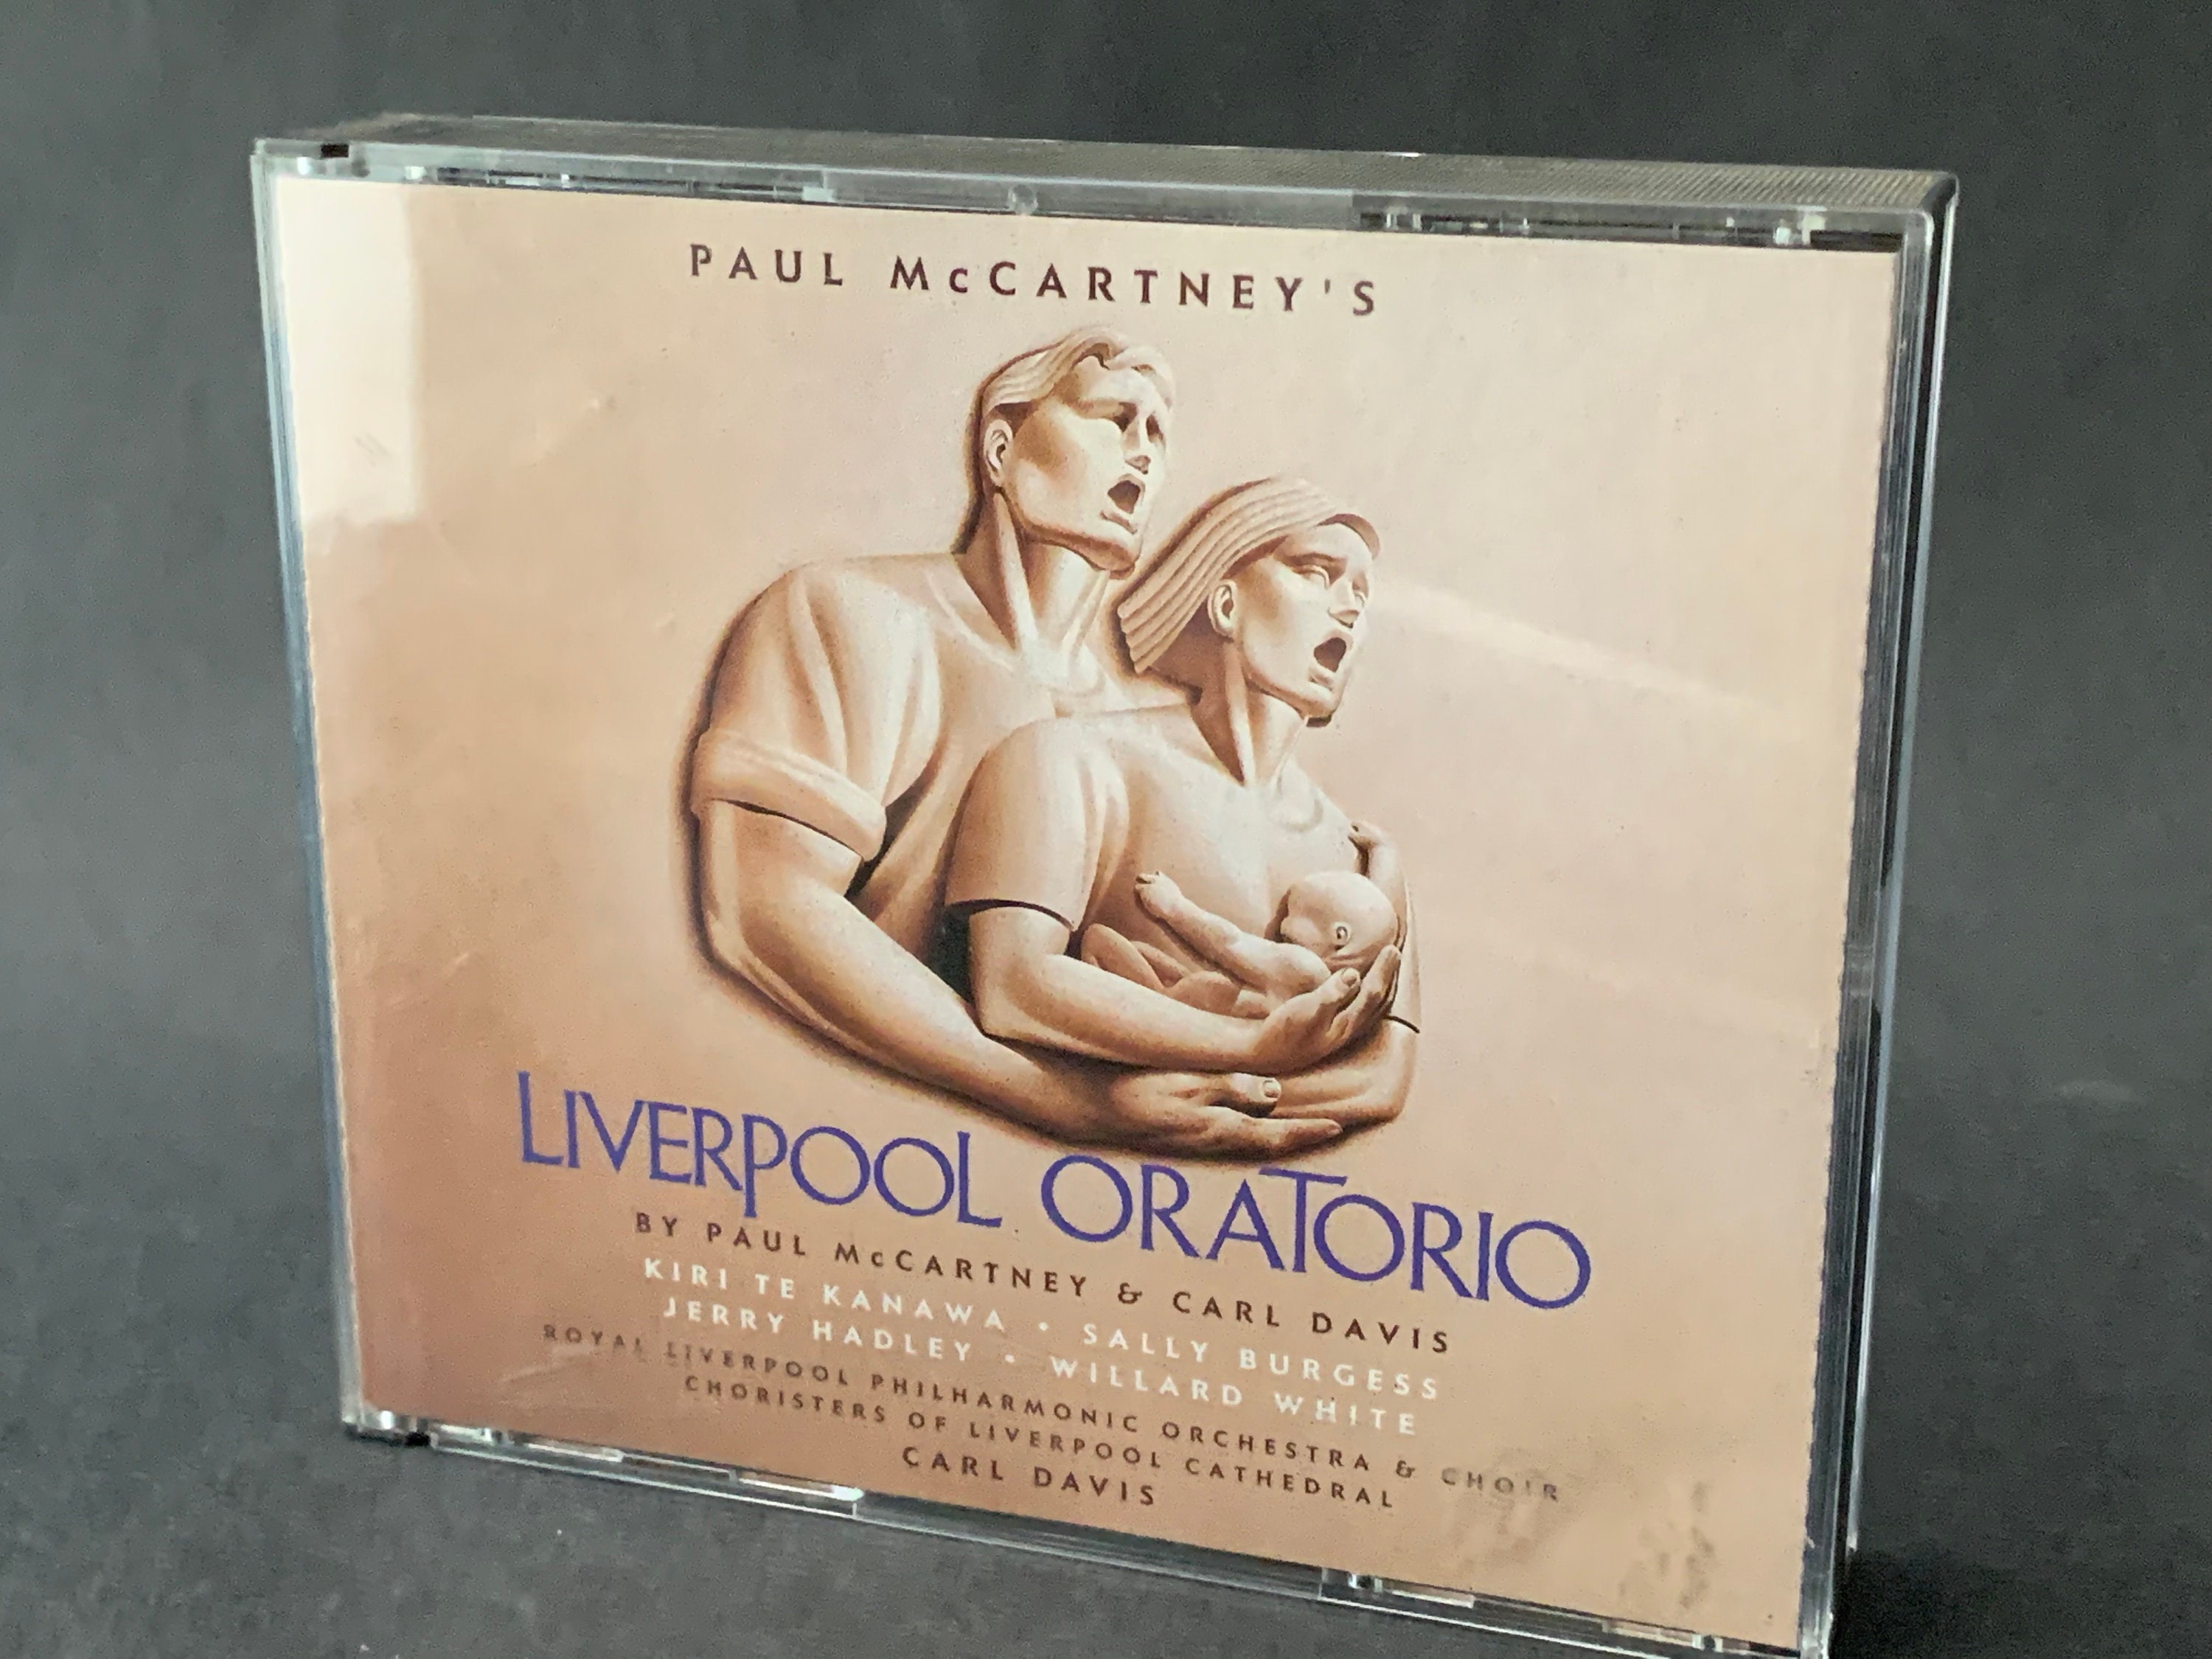 PAUL McCARTNEY'S
LIVERPOOL ORATORIO
BY PAUL McCARTNEY & CARL DAVIS
KIRI TE KANAWA • SALLY BURGESS
JERRY HADLEY • WILLARD WHITE
ROYAL LIVERPOOL PHILHARMONIC ORCHESTRA & CHOIR
CHORISTERS OF LIVERPOOL CATHEDRAL
CARL DAVIS